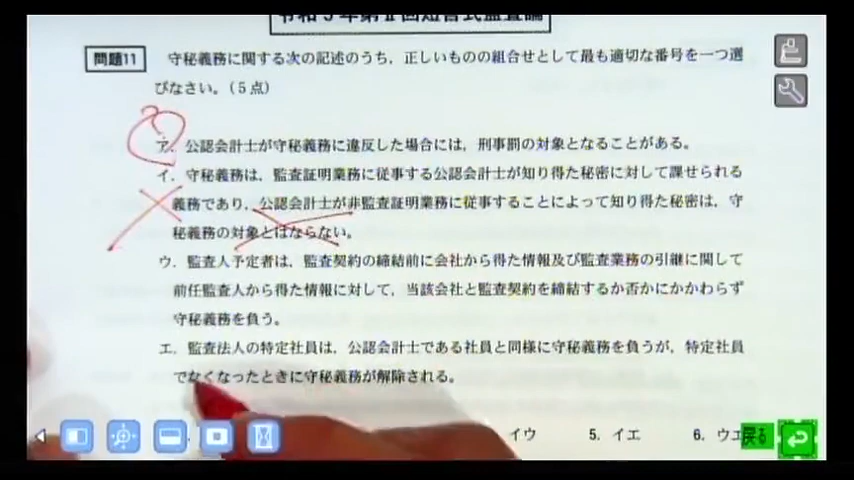 令和5年第Ⅱ回短答式監査論
問題11 守秘義務に関する次の記述のうち，正しいものの組合せとして最も適切な番号を一つ選
びなさい。（5点）
ア．公認会計士が守秘義務に違反した場合には，刑事罰の対象となることがある。
イ．守秘義務は，監査証明業務に従事する公認会計士が知り得た秘密に対して課せられる
義務であり，公認会計士が非監査証明業務に従事することによって知り得た秘密は，守
秘義務の対象とはならない。
ウ．監査人予定者は，監査契約の締結前に会社から得た情報及び監査業務の引継に関して
前任監査人から得た情報に対して，当該会社と監査契約を締結するか否かにかかわらず
守秘義務を負う。
エ．監査法人の特定社員は，公認会計士である社員と同様に守秘義務を負うが，特定社員
でなくなったときに守秘義務が解除される。
イウ 5．イエ 6．ウエ
戻る